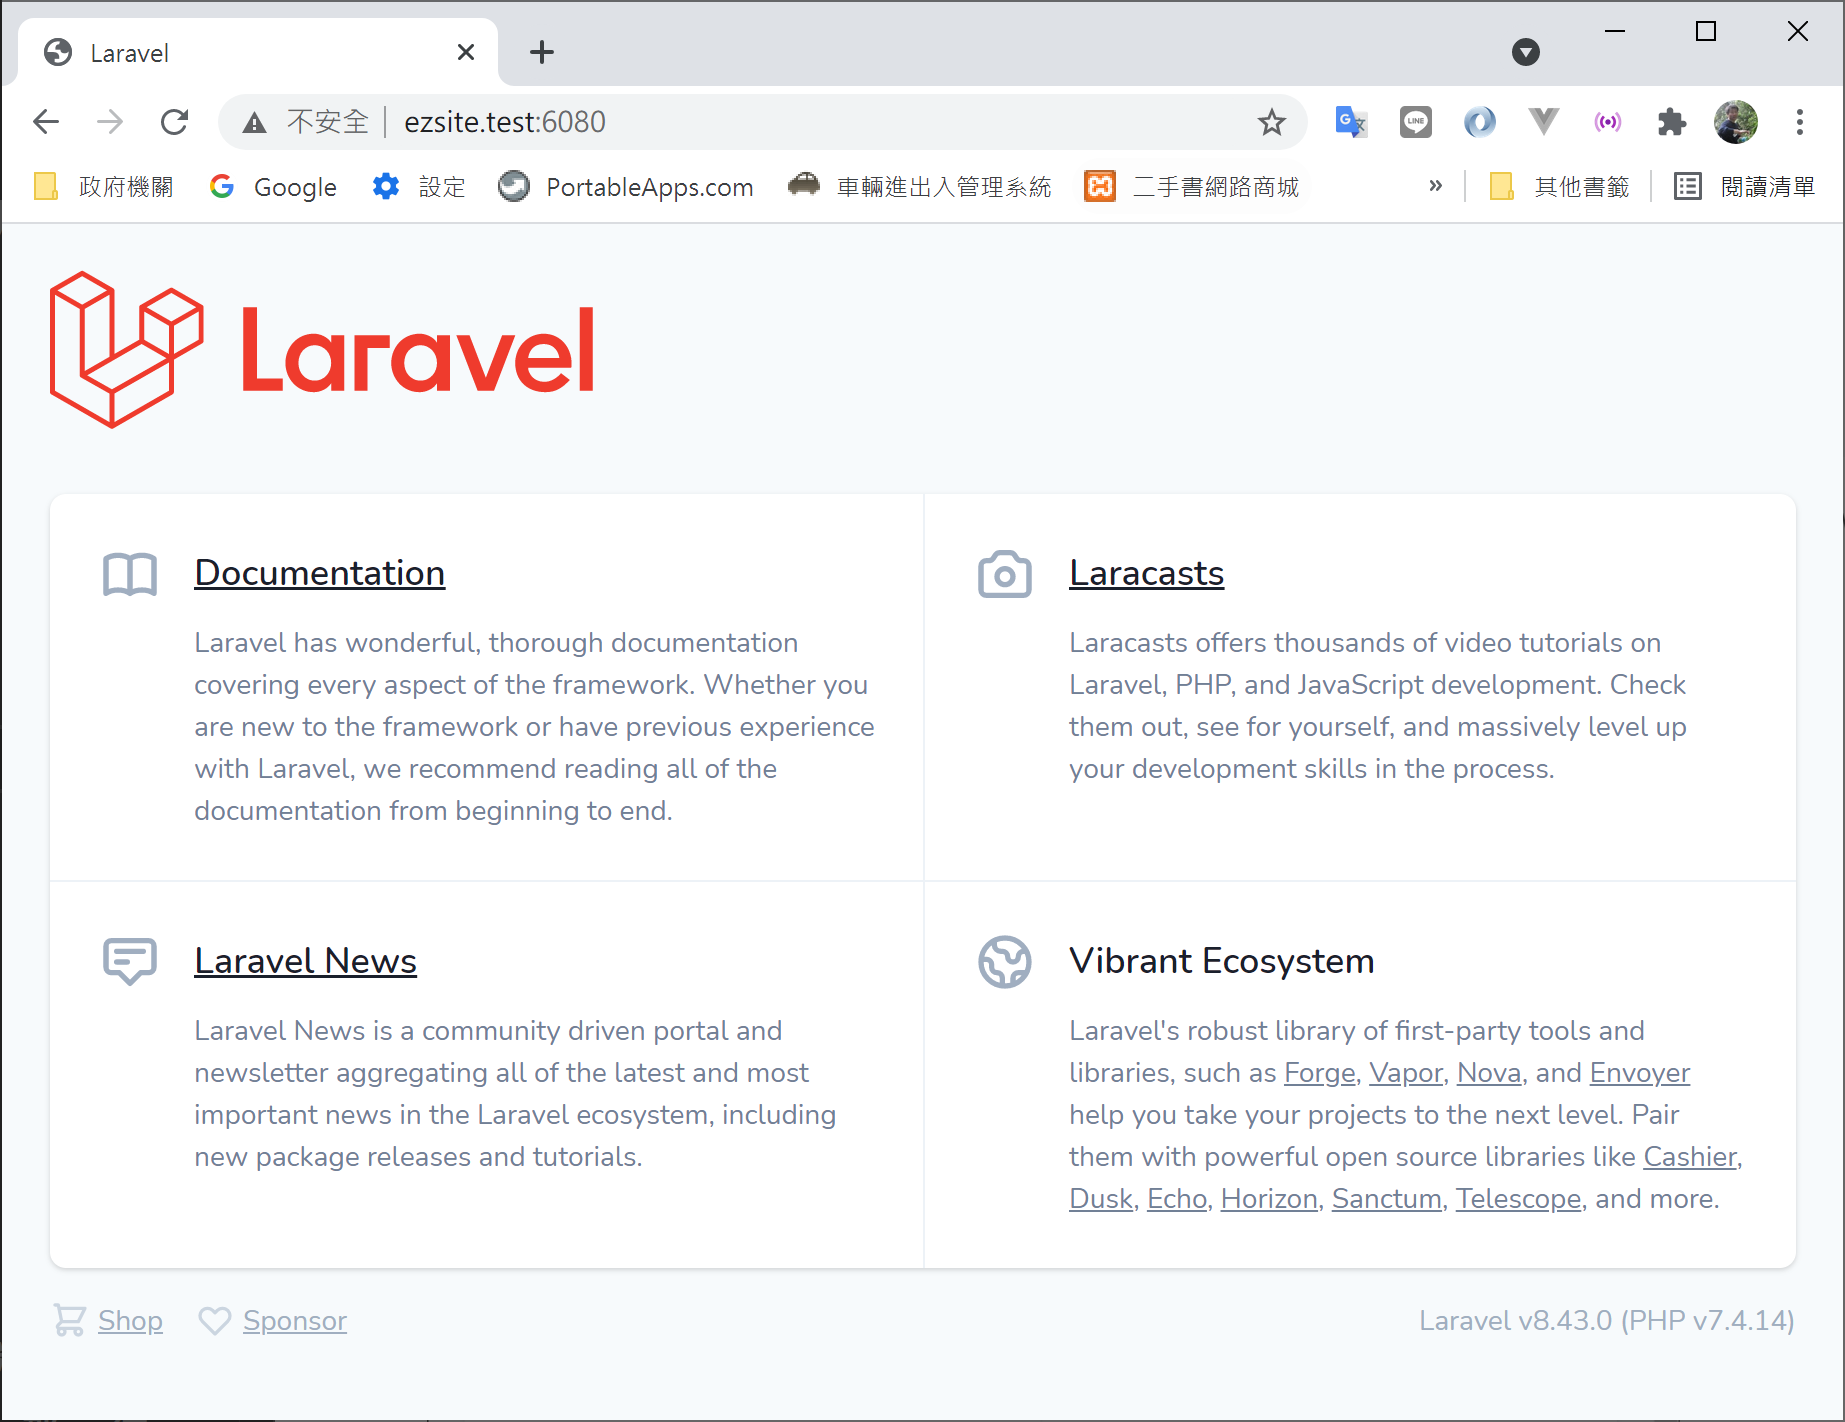 Laravel
不安全 ezsite.test:6080
LINE
政府機關 Google 設定 PortableApps.com 車輛進出入管理系統 二手書網路商城 » 其他書籤 閱讀清單
Laravel
Documentation
Laravel has wonderful, thorough documentation
covering every aspect of the framework. Whether you
are new to the framework or have previous experience
with Laravel, we recommend reading all of the
documentation from beginning to end.
Laracasts
Laracasts offers thousands of video tutorials on
Laravel, PHP, and JavaScript development. Check
them out, see for yourself, and massively level up
your development skills in the process.
Laravel News
Laravel News is a community driven portal and
newsletter aggregating all of the latest and most
important news in the Laravel ecosystem, including
new package releases and tutorials.
Vibrant Ecosystem
Laravel's robust library of first-party tools and
libraries, such as Forge, Vapor, Nova, and Envoyer
help you take your projects to the next level. Pair
them with powerful open source libraries like Cashier,
Dusk, Echo, Horizon, Sanctum, Telescope, and more.
Shop Sponsor
Laravel v8.43.0 (PHP v7.4.14)